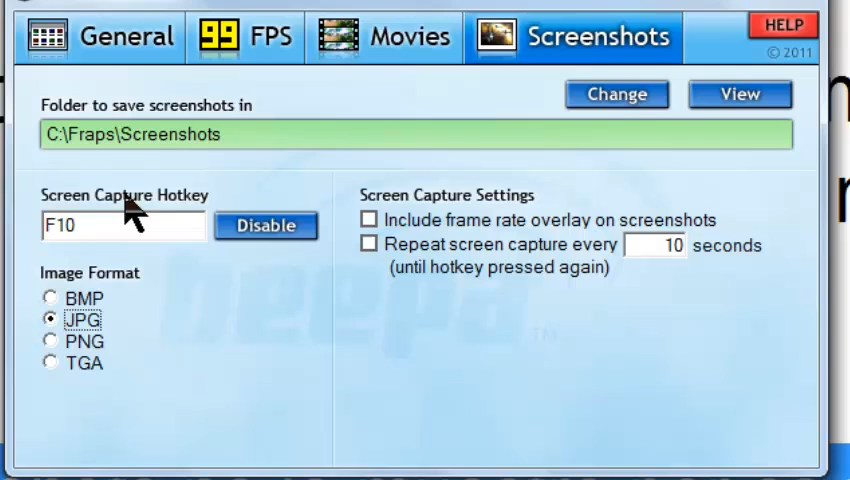 General
99 FPS
Movies
Screenshots
HELP
© 2011
Folder to save screenshots in
Change
View
C:\Fraps\Screenshots
Screen Capture Hotkey
F10
Disable
Image Format
BMP
JPG
PNG
TGA
Screen Capture Settings
Include frame rate overlay on screenshots
Repeat screen capture every 10 seconds
(until hotkey pressed again)
beepa™